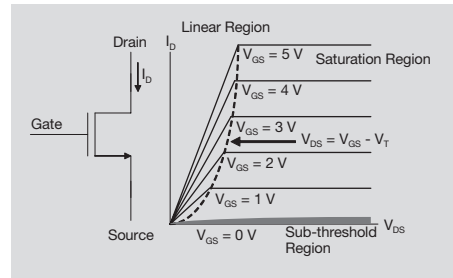 Linear Region
Drain
I_D
I_D
V_GS = 5 V
Saturation Region
V_GS = 4 V
Gate
V_GS = 3 V
V_DS = V_GS - V_T
V_GS = 2 V
V_GS = 1 V
V_DS
Source
V_GS = 0 V
Sub-threshold
Region